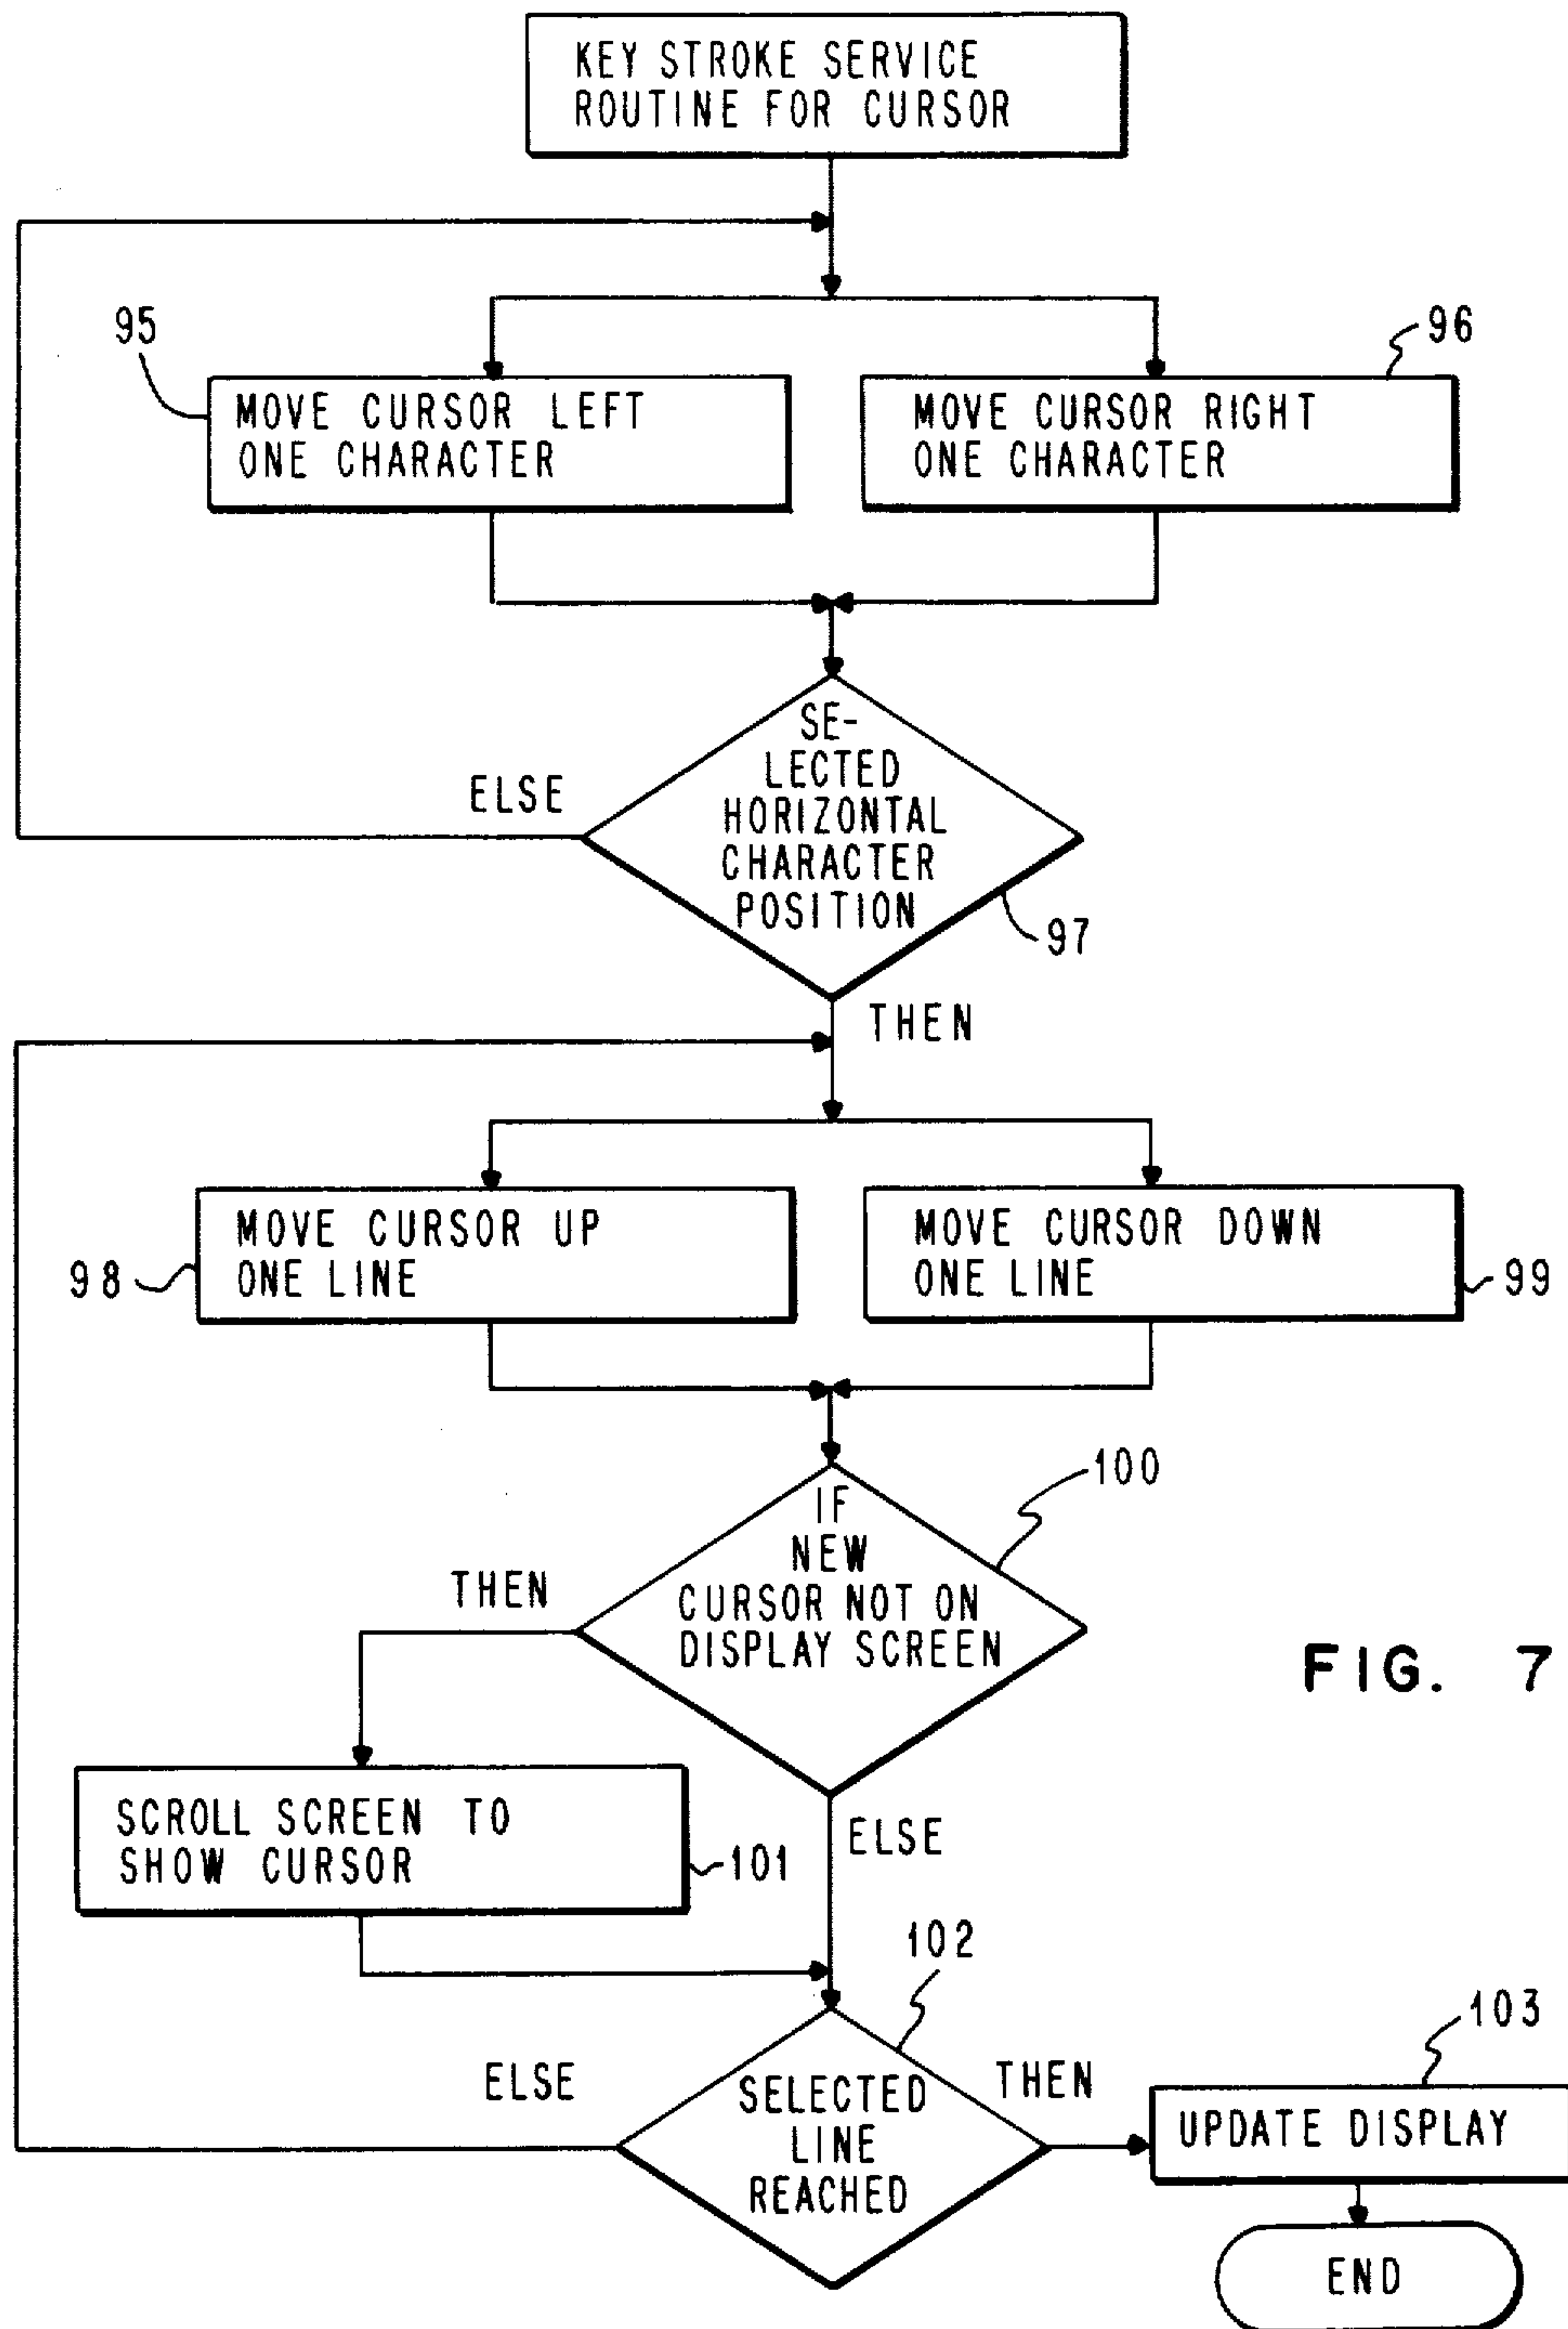 KEY STROKE SERVICE
ROUTINE FOR CURSOR
95
96
MOVE CURSOR LEFT
ONE CHARACTER
MOVE CURSOR RIGHT
ONE CHARACTER
SE-
LECTED
HORIZONTAL
CHARACTER
POSITION
ELSE
97
THEN
MOVE CURSOR UP
ONE LINE
98
MOVE CURSOR DOWN
ONE LINE
99
100
IF
NEW
CURSOR NOT ON
DISPLAY SCREEN
THEN
FIG. 7
SCROLL SCREEN TO
SHOW CURSOR
101
ELSE
102
103
ELSE
SELECTED
LINE
REACHED
THEN
UPDATE DISPLAY
END